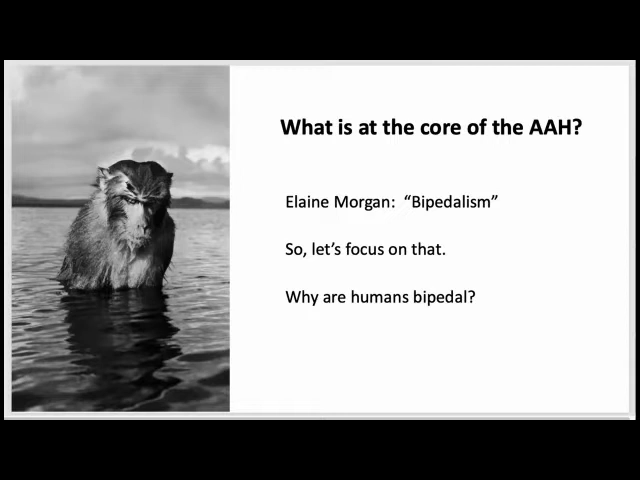 What is at the core of the AAH?
Elaine Morgan: “Bipedalism”
So, let’s focus on that.
Why are humans bipedal?